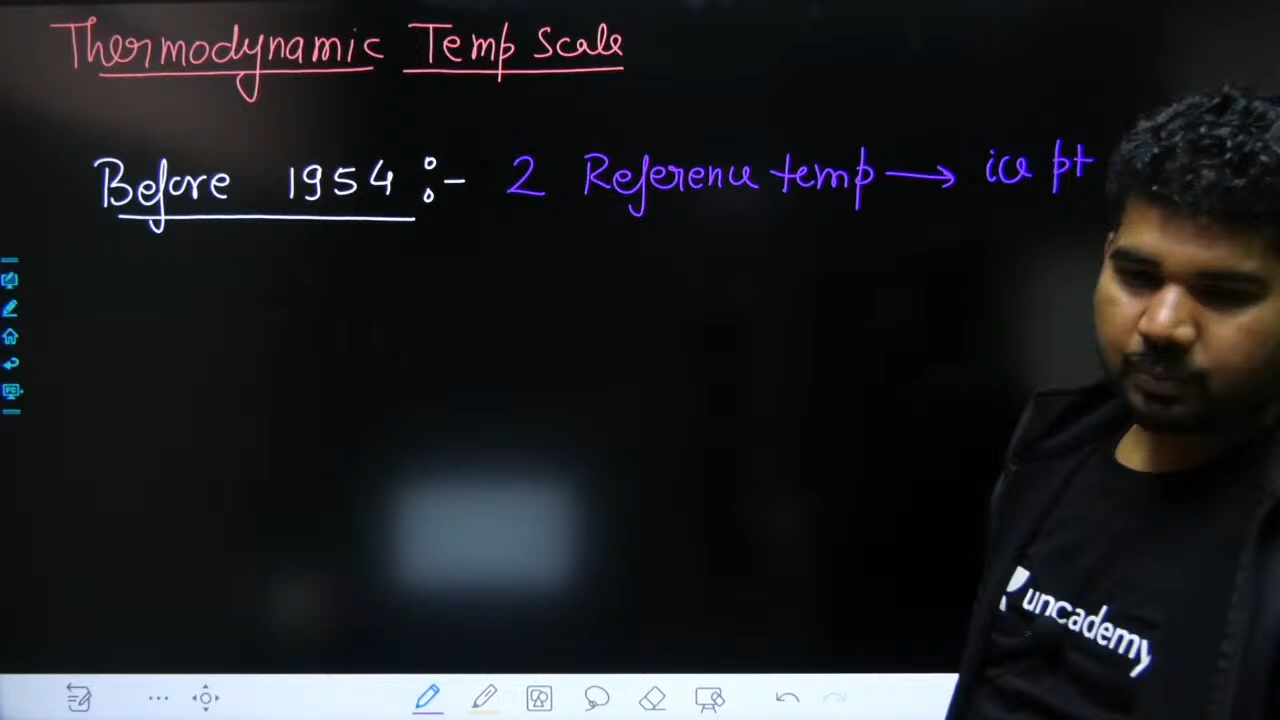 Thermodynamic Temp Scale
Before 1954 :- 2 Reference temp → ice pt
unacademy